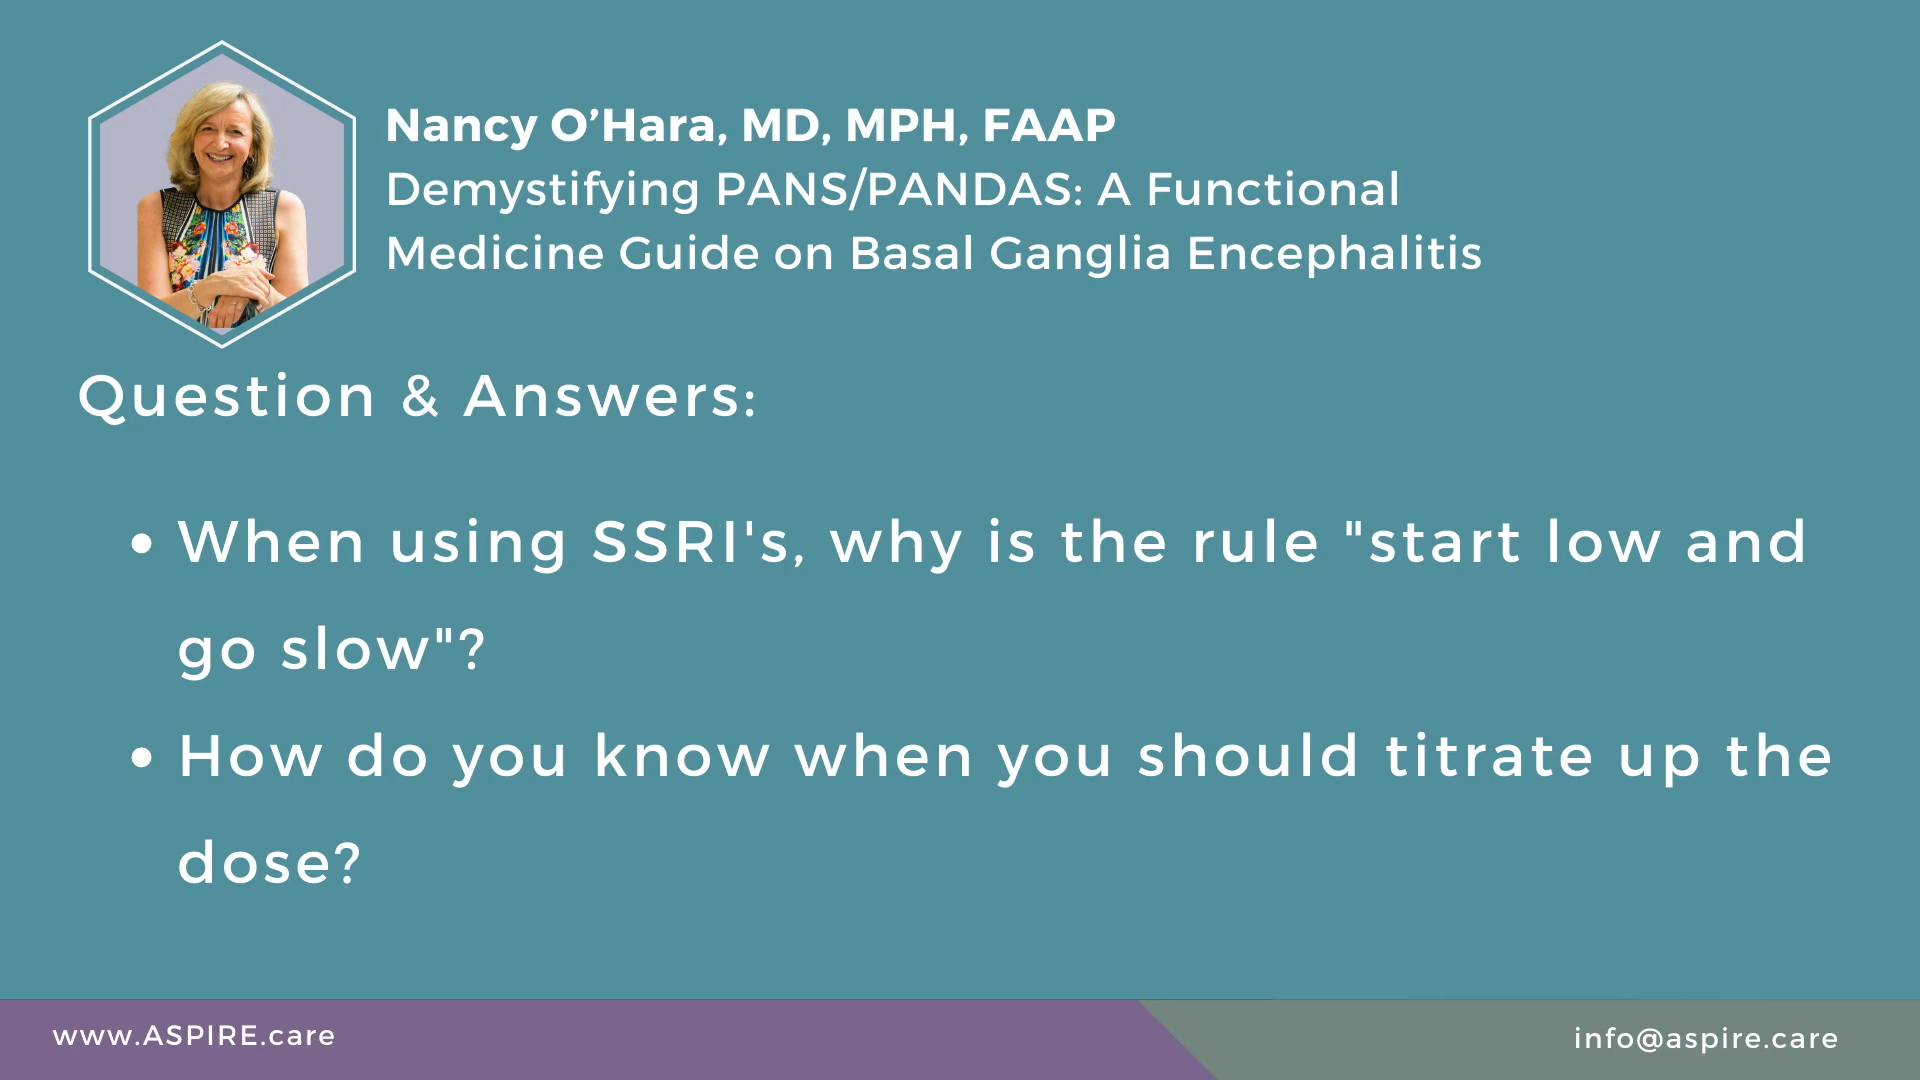 Nancy O’Hara, MD, MPH, FAAP
Demystifying PANS/PANDAS: A Functional
Medicine Guide on Basal Ganglia Encephalitis
Question & Answers:
• When using SSRI's, why is the rule "start low and
go slow"?
• How do you know when you should titrate up the
dose?
www.ASPIRE.care
info@aspire.care